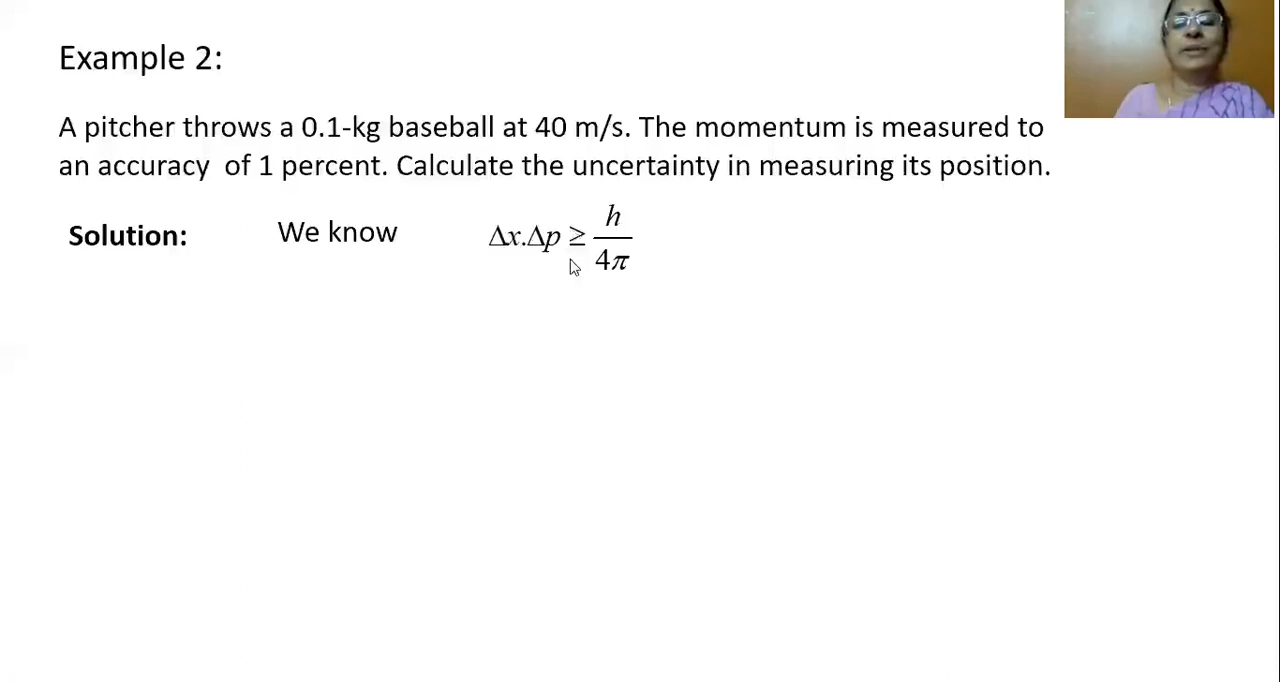 Example 2:
A pitcher throws a 0.1-kg baseball at 40 m/s. The momentum is measured to
an accuracy of 1 percent. Calculate the uncertainty in measuring its position.
Solution: We know Δx.Δp ≥ h/4π